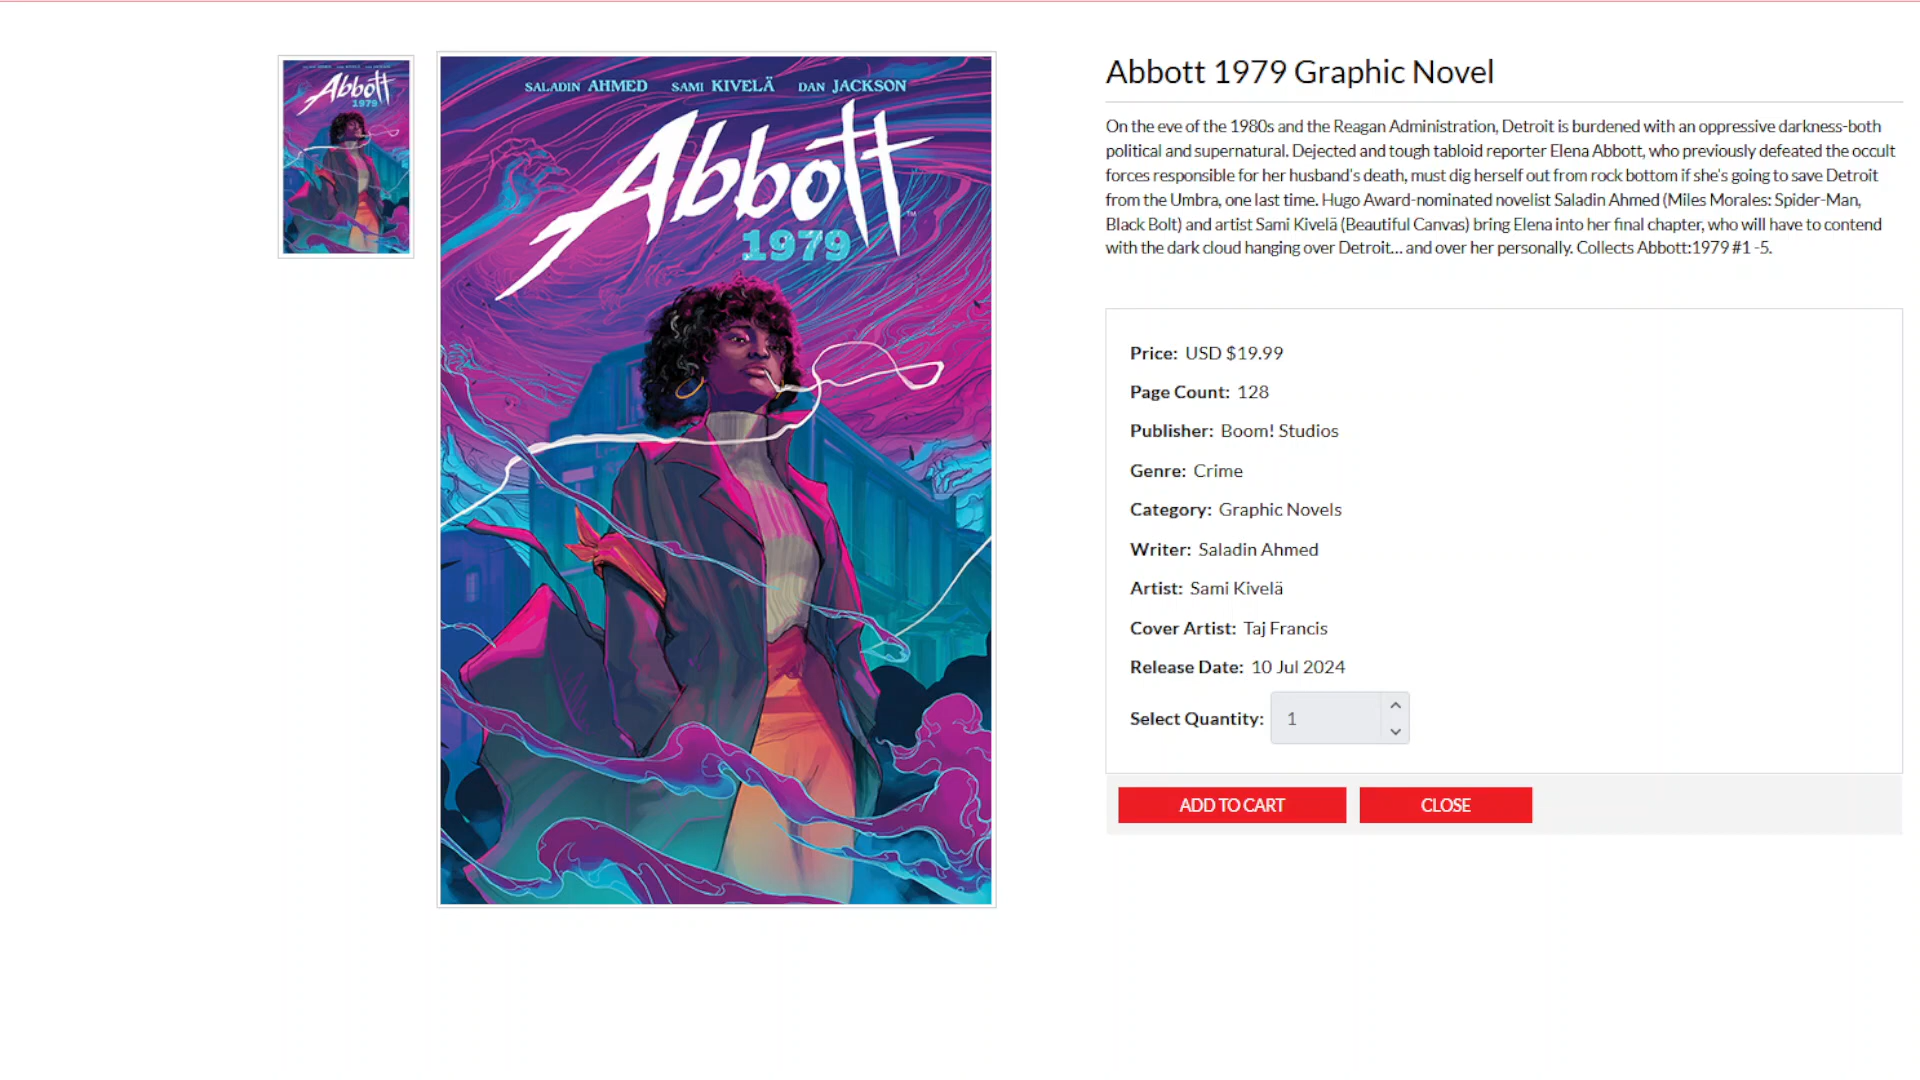 SALADIN AHMED SAMI KIVELÄ DAN JACKSON
Abbott
1979
Abbott
TM
1979
Abbott 1979 Graphic Novel
On the eve of the 1980s and the Reagan Administration, Detroit is burdened with an oppressive darkness-both
political and supernatural. Dejected and tough tabloid reporter Elena Abbott, who previously defeated the occult
forces responsible for her husband's death, must dig herself out from rock bottom if she's going to save Detroit
from the Umbra, one last time. Hugo Award-nominated novelist Saladin Ahmed (Miles Morales: Spider-Man,
Black Bolt) and artist Sami Kivelä (Beautiful Canvas) bring Elena into her final chapter, who will have to contend
with the dark cloud hanging over Detroit... and over her personally. Collects Abbott:1979 #1 -5.
Price: USD $19.99
Page Count: 128
Publisher: Boom! Studios
Genre: Crime
Category: Graphic Novels
Writer: Saladin Ahmed
Artist: Sami Kivelä
Cover Artist: Taj Francis
Release Date: 10 Jul 2024
Select Quantity: 1
ADD TO CART CLOSE